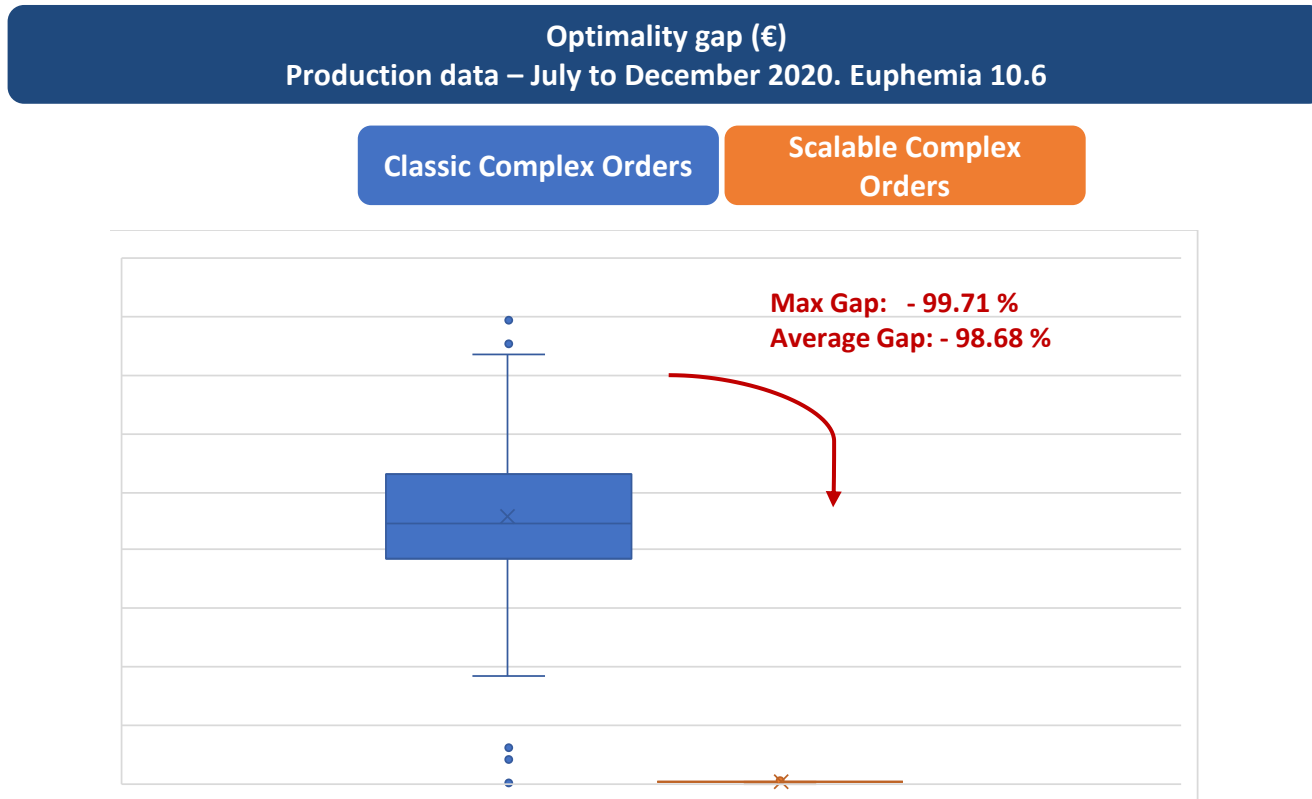 Optimality gap (€)
Production data – July to December 2020. Euphemia 10.6
Classic Complex Orders
Scalable Complex
Orders
Max Gap: - 99.71 %
Average Gap: - 98.68 %